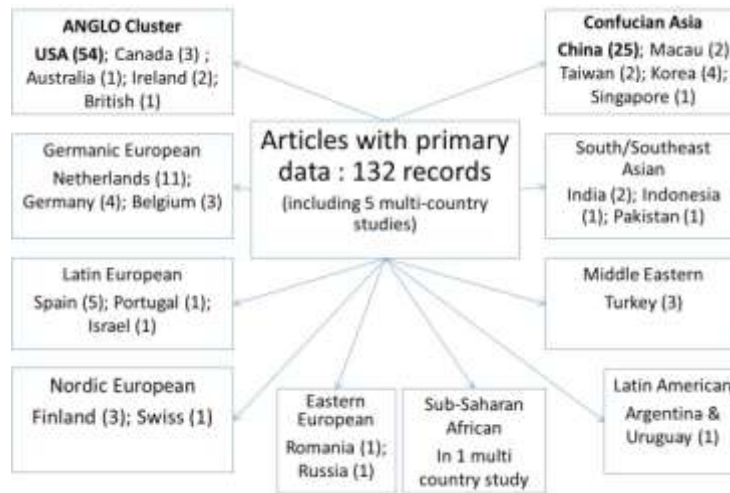 ANGLO Cluster
USA (54); Canada (3) ;
Australia (1); Ireland (2);
British (1)
Confucian Asia
China (25); Macau (2)
Taiwan (2); Korea (4);
Singapore (1)
Articles with primary
data : 132 records
(including 5 multi-country
studies)
Germanic European
Netherlands (11);
Germany (4); Belgium (3)
South/Southeast
Asian
India (2); Indonesia
(1); Pakistan (1)
Latin European
Spain (5); Portugal (1);
Israel (1)
Middle Eastern
Turkey (3)
Nordic European
Finland (3); Swiss (1)
Eastern
European
Romania (1);
Russia (1)
Sub-Saharan
African
In 1 multi
country study
Latin American
Argentina &
Uruguay (1)